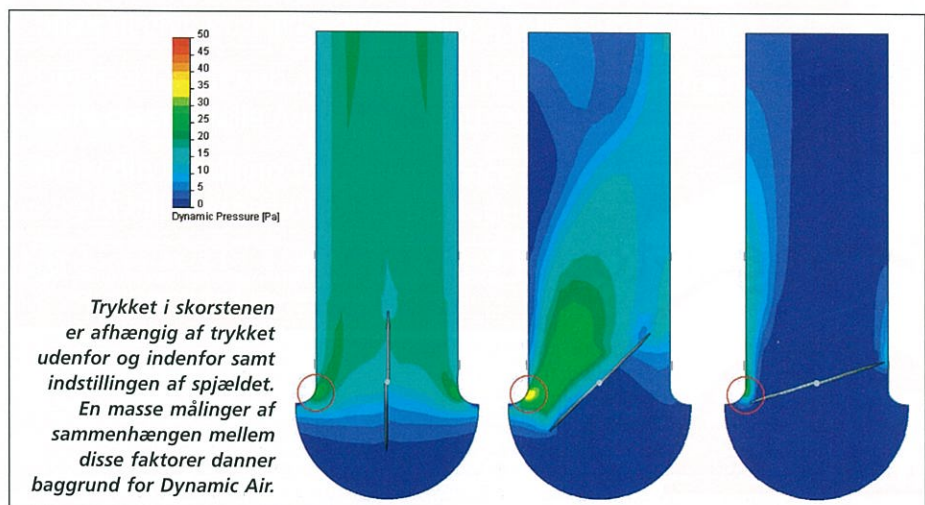 50
45
40
35
30
25
20
15
10
5
0
Dynamic Pressure [Pa]
Trykket i skorstenen
er afhængig af trykket
udenfor og indenfor samt
indstillingen af spjældet.
En masse målinger af
sammenhængen mellem
disse faktorer danner
baggrund for Dynamic Air.